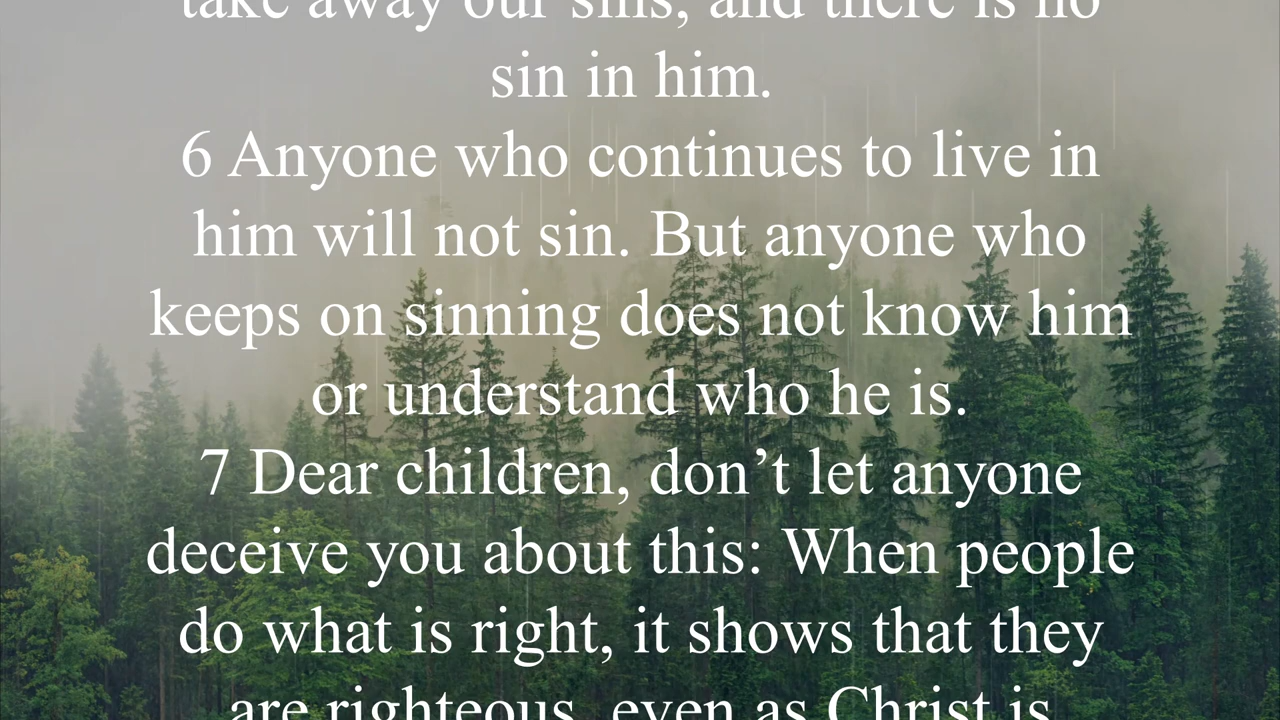 take away our sins, and there is no
sin in him.
6 Anyone who continues to live in
him will not sin. But anyone who
keeps on sinning does not know him
or understand who he is.
7 Dear children, don’t let anyone
deceive you about this: When people
do what is right, it shows that they
are righteous, even as Christ is